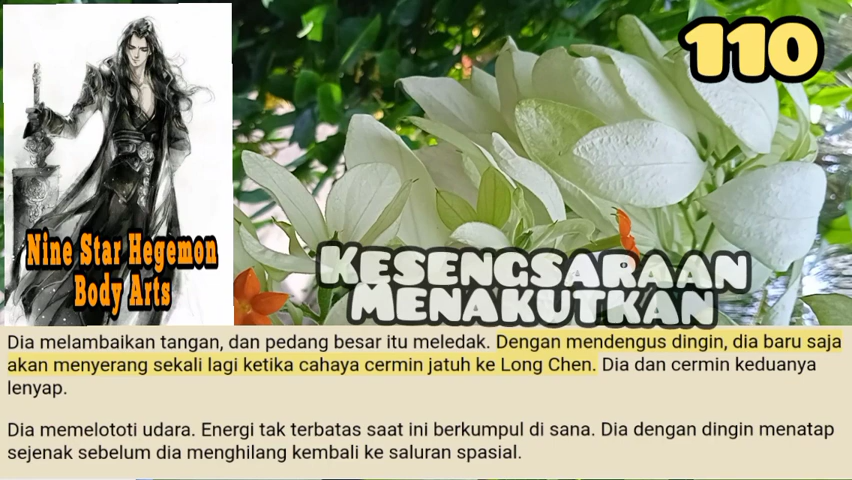 110
Nine Star Hegemon
Body Arts
KESENGSARAAN
MENAKUTKAN
Dia melambaikan tangan, dan pedang besar itu meledak. Dengan mendengus dingin, dia baru saja
akan menyerang sekali lagi ketika cahaya cermin jatuh ke Long Chen. Dia dan cermin keduanya
lenyap.
Dia memelototi udara. Energi tak terbatas saat ini berkumpul di sana. Dia dengan dingin menatap
sejenak sebelum dia menghilang kembali ke saluran spasial.